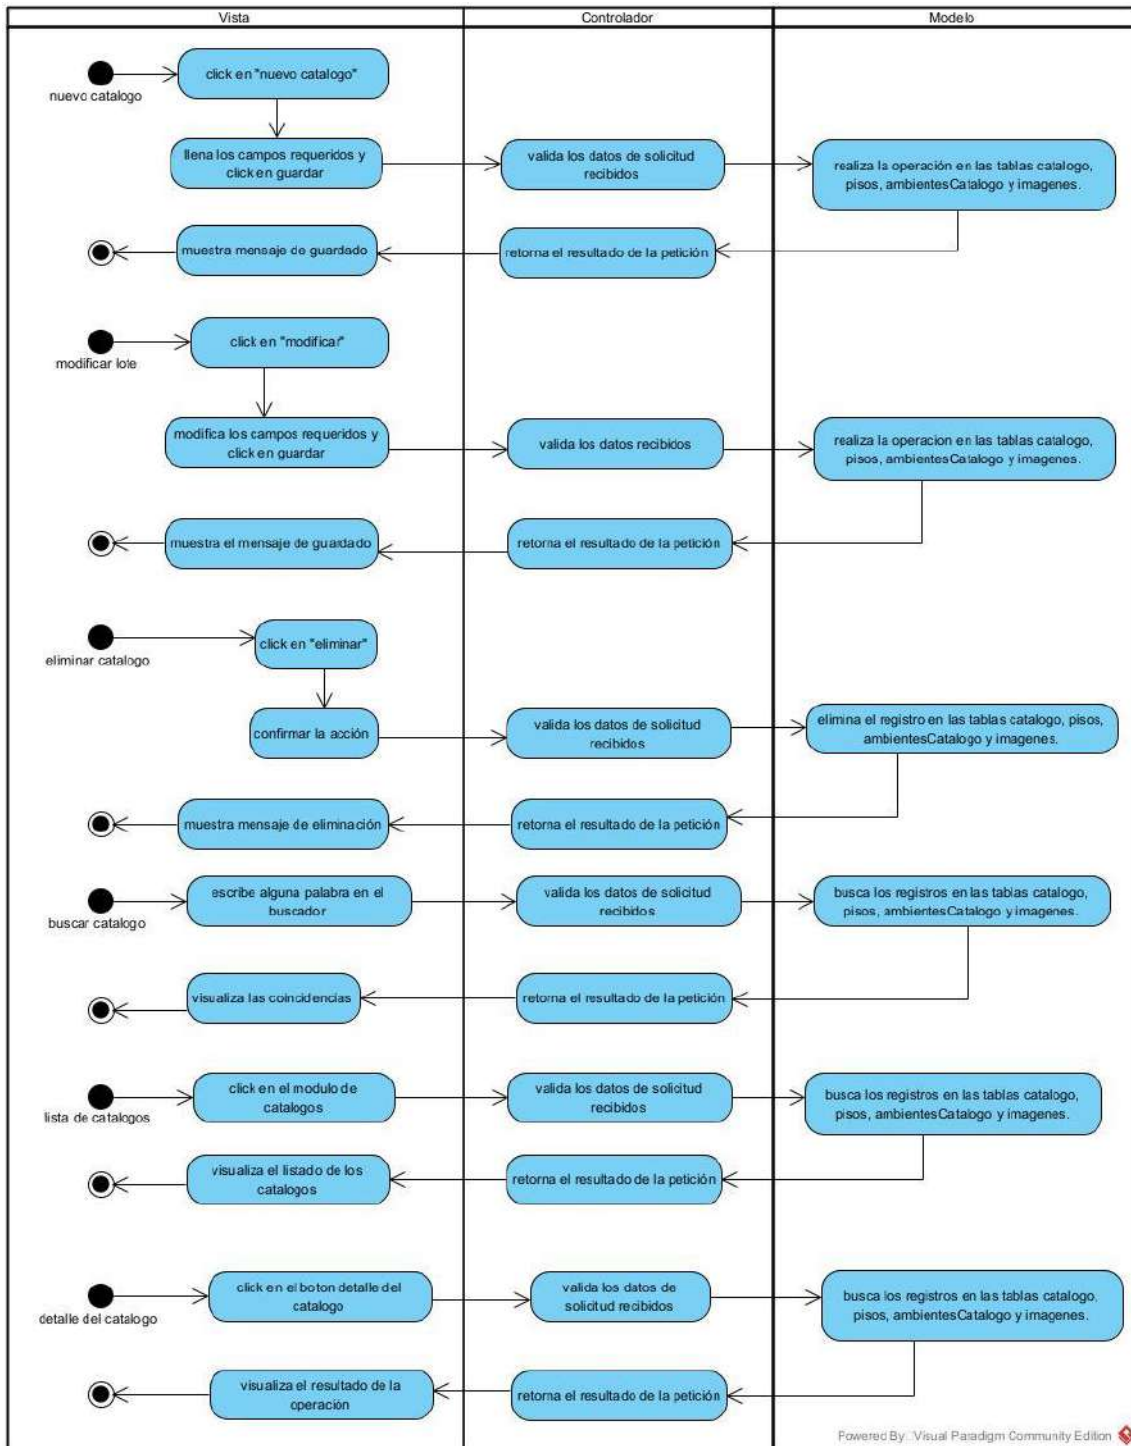 Vista
Controlador
Modelo
nuevo catalogo
click en "nuevo catalogo"
llena los campos requeridos y
click en guardar
valida los datos de solicitud
recibidos
realiza la operación en las tablas catalogo,
pisos, ambientesCatalogo y imagenes.
muestra mensaje de guardado
retorna el resultado de la petición
modificar lote
click en "modificar"
modifica los campos requeridos y
click en guardar
valida los datos recibidos
realiza la operacion en las tablas catalogo,
pisos, ambientesCatalogo y imagenes.
muestra el mensaje de guardado
retorna el resultado de la petición
eliminar catalogo
click en "eliminar"
confirmar la acción
valida los datos de solicitud
recibidos
elimina el registro en las tablas catalogo, pisos,
ambientesCatalogo y imagenes.
muestra mensaje de eliminación
retorna el resultado de la petición
buscar catalogo
escribe alguna palabra en el
buscador
valida los datos de solicitud
recibidos
busca los registros en las tablas catalogo,
pisos, ambientesCatalogo y imagenes.
visualiza las coincidencias
retorna el resultado de la petición
lista de catalogos
click en el modulo de
catalogos
valida los datos de solicitud
recibidos
busca los registros en las tablas catalogo,
pisos, ambientesCatalogo y imagenes.
visualiza el listado de los
catalogos
retorna el resultado de la petición
detalle del catalogo
click en el boton detalle del
catalogo
valida los datos de
solicitud recibidos
busca los registros en las tablas catalogo,
pisos, ambientesCatalogo y imagenes.
visualiza el resultado de la
operación
retorna el resultado de la petición
Powered By Visual Paradigm Community Edition